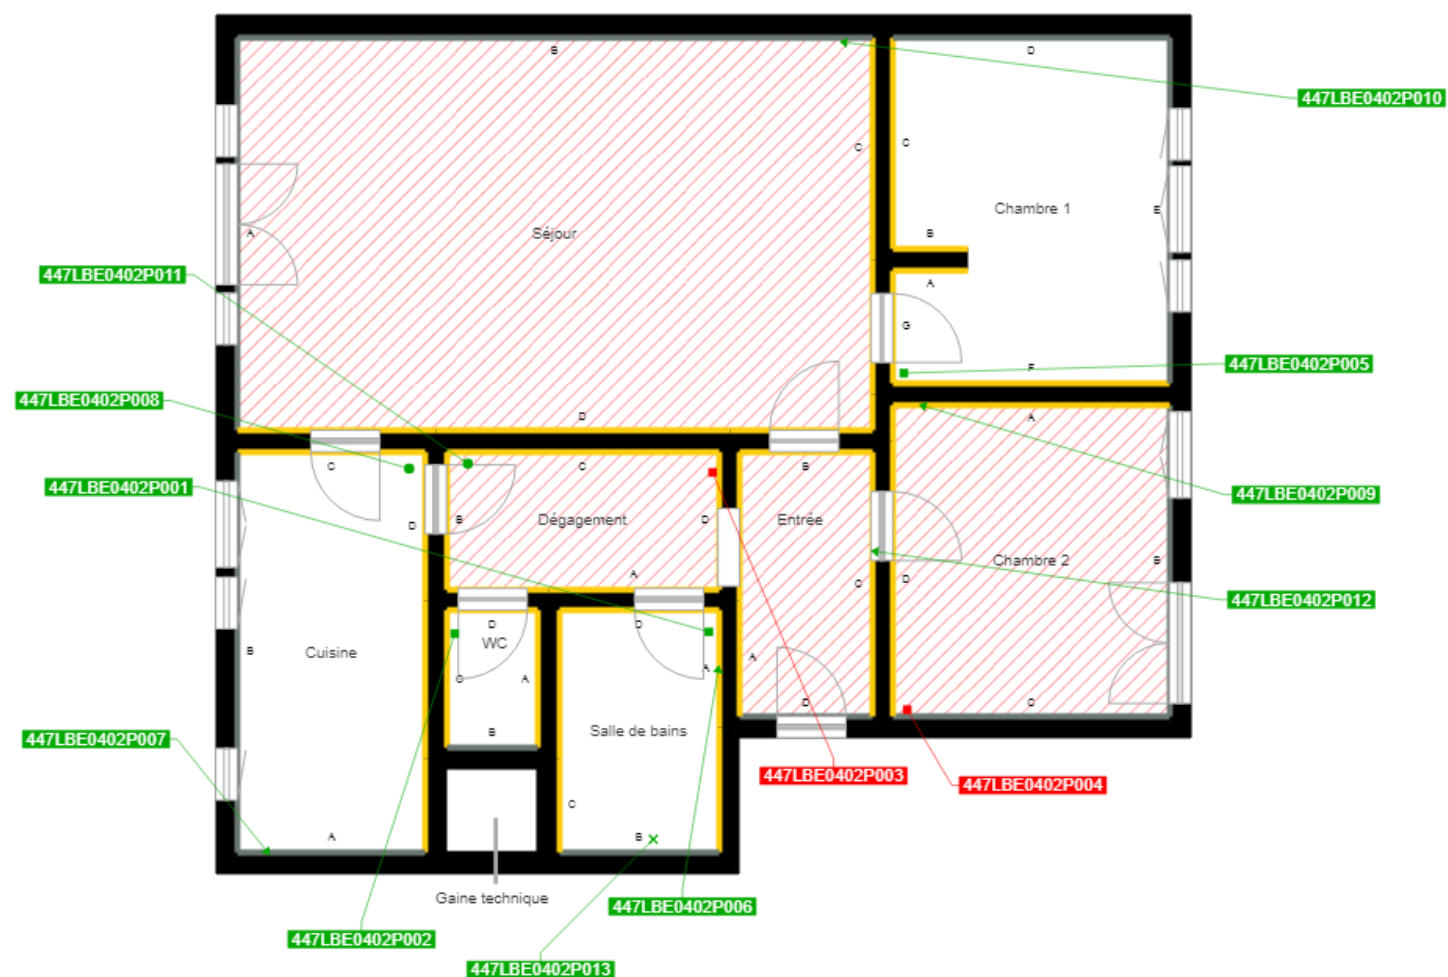 B
D
447LBE0402P010
C
C
Chambre 1
E
A
Séjour
B
447LBE0402P011
A
G
447LBE0402P005
F
447LBE0402P008
D
A
C
C
B
447LBE0402P009
447LBE0402P001
D
B
Dégagement
D
Entrée
Chambre 2
B
A
C
D
447LBE0402P012
D
D
WC
B
Cuisine
A
A
C
A
D
C
B
Salle de bains
447LBE0402P007
447LBE0402P003
447LBE0402P004
C
A
B
Gaine technique
447LBE0402P006
447LBE0402P002
447LBE0402P013